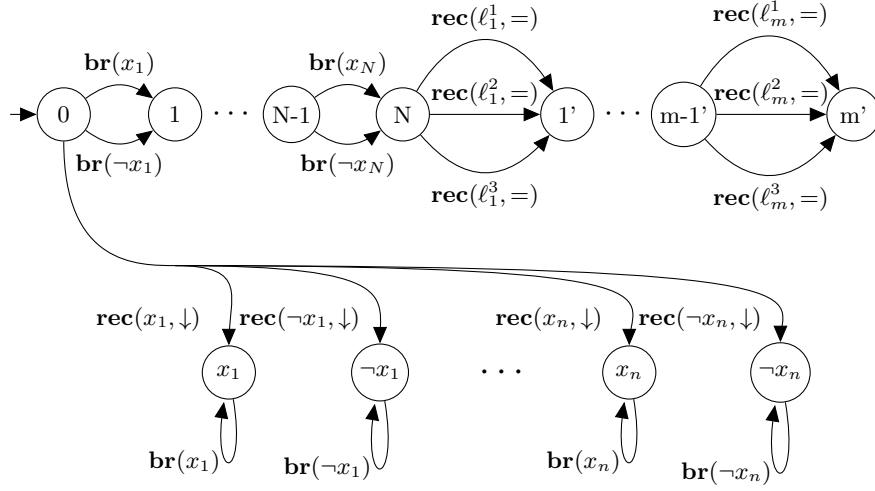 rec(ℓ₁¹, =) rec(ℓₘ¹, =)
br(x₁) br(x_N)
rec(ℓ₁², =) rec(ℓₘ², =)
0 1 · · · N-1 N 1' · · · m-1' m'
br(¬x₁) br(¬x_N)
rec(ℓ₁³, =) rec(ℓₘ³, =)
rec(x₁, ↓) rec(¬x₁, ↓) rec(xₙ, ↓) rec(¬xₙ, ↓)
x₁ ¬x₁ · · · xₙ ¬xₙ
br(x₁) br(¬x₁) br(xₙ) br(¬xₙ)